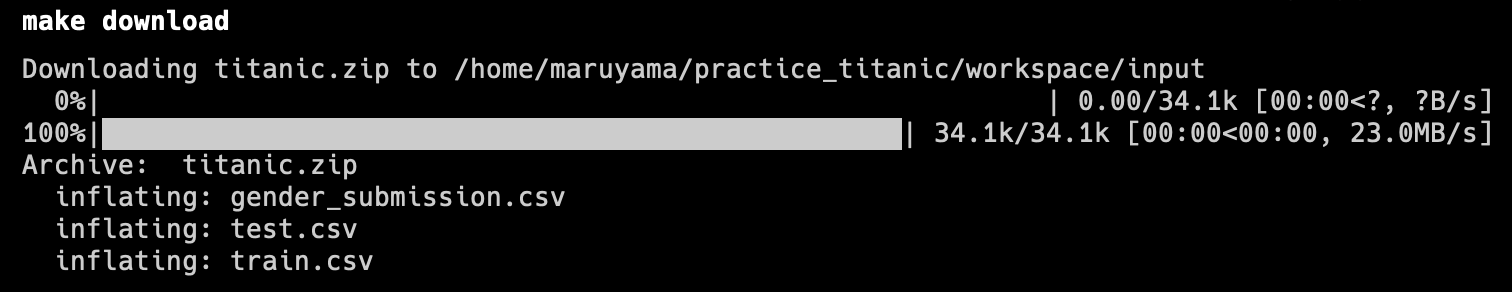 make download
Downloading titanic.zip to /home/maruyama/practice_titanic/workspace/input
  0%|                                                          | 0.00/34.1k [00:00<?, ?B/s]
100%|██████████████████████████████████████████████████| 34.1k/34.1k [00:00<00:00, 23.0MB/s]
Archive:  titanic.zip
  inflating: gender_submission.csv
  inflating: test.csv
  inflating: train.csv